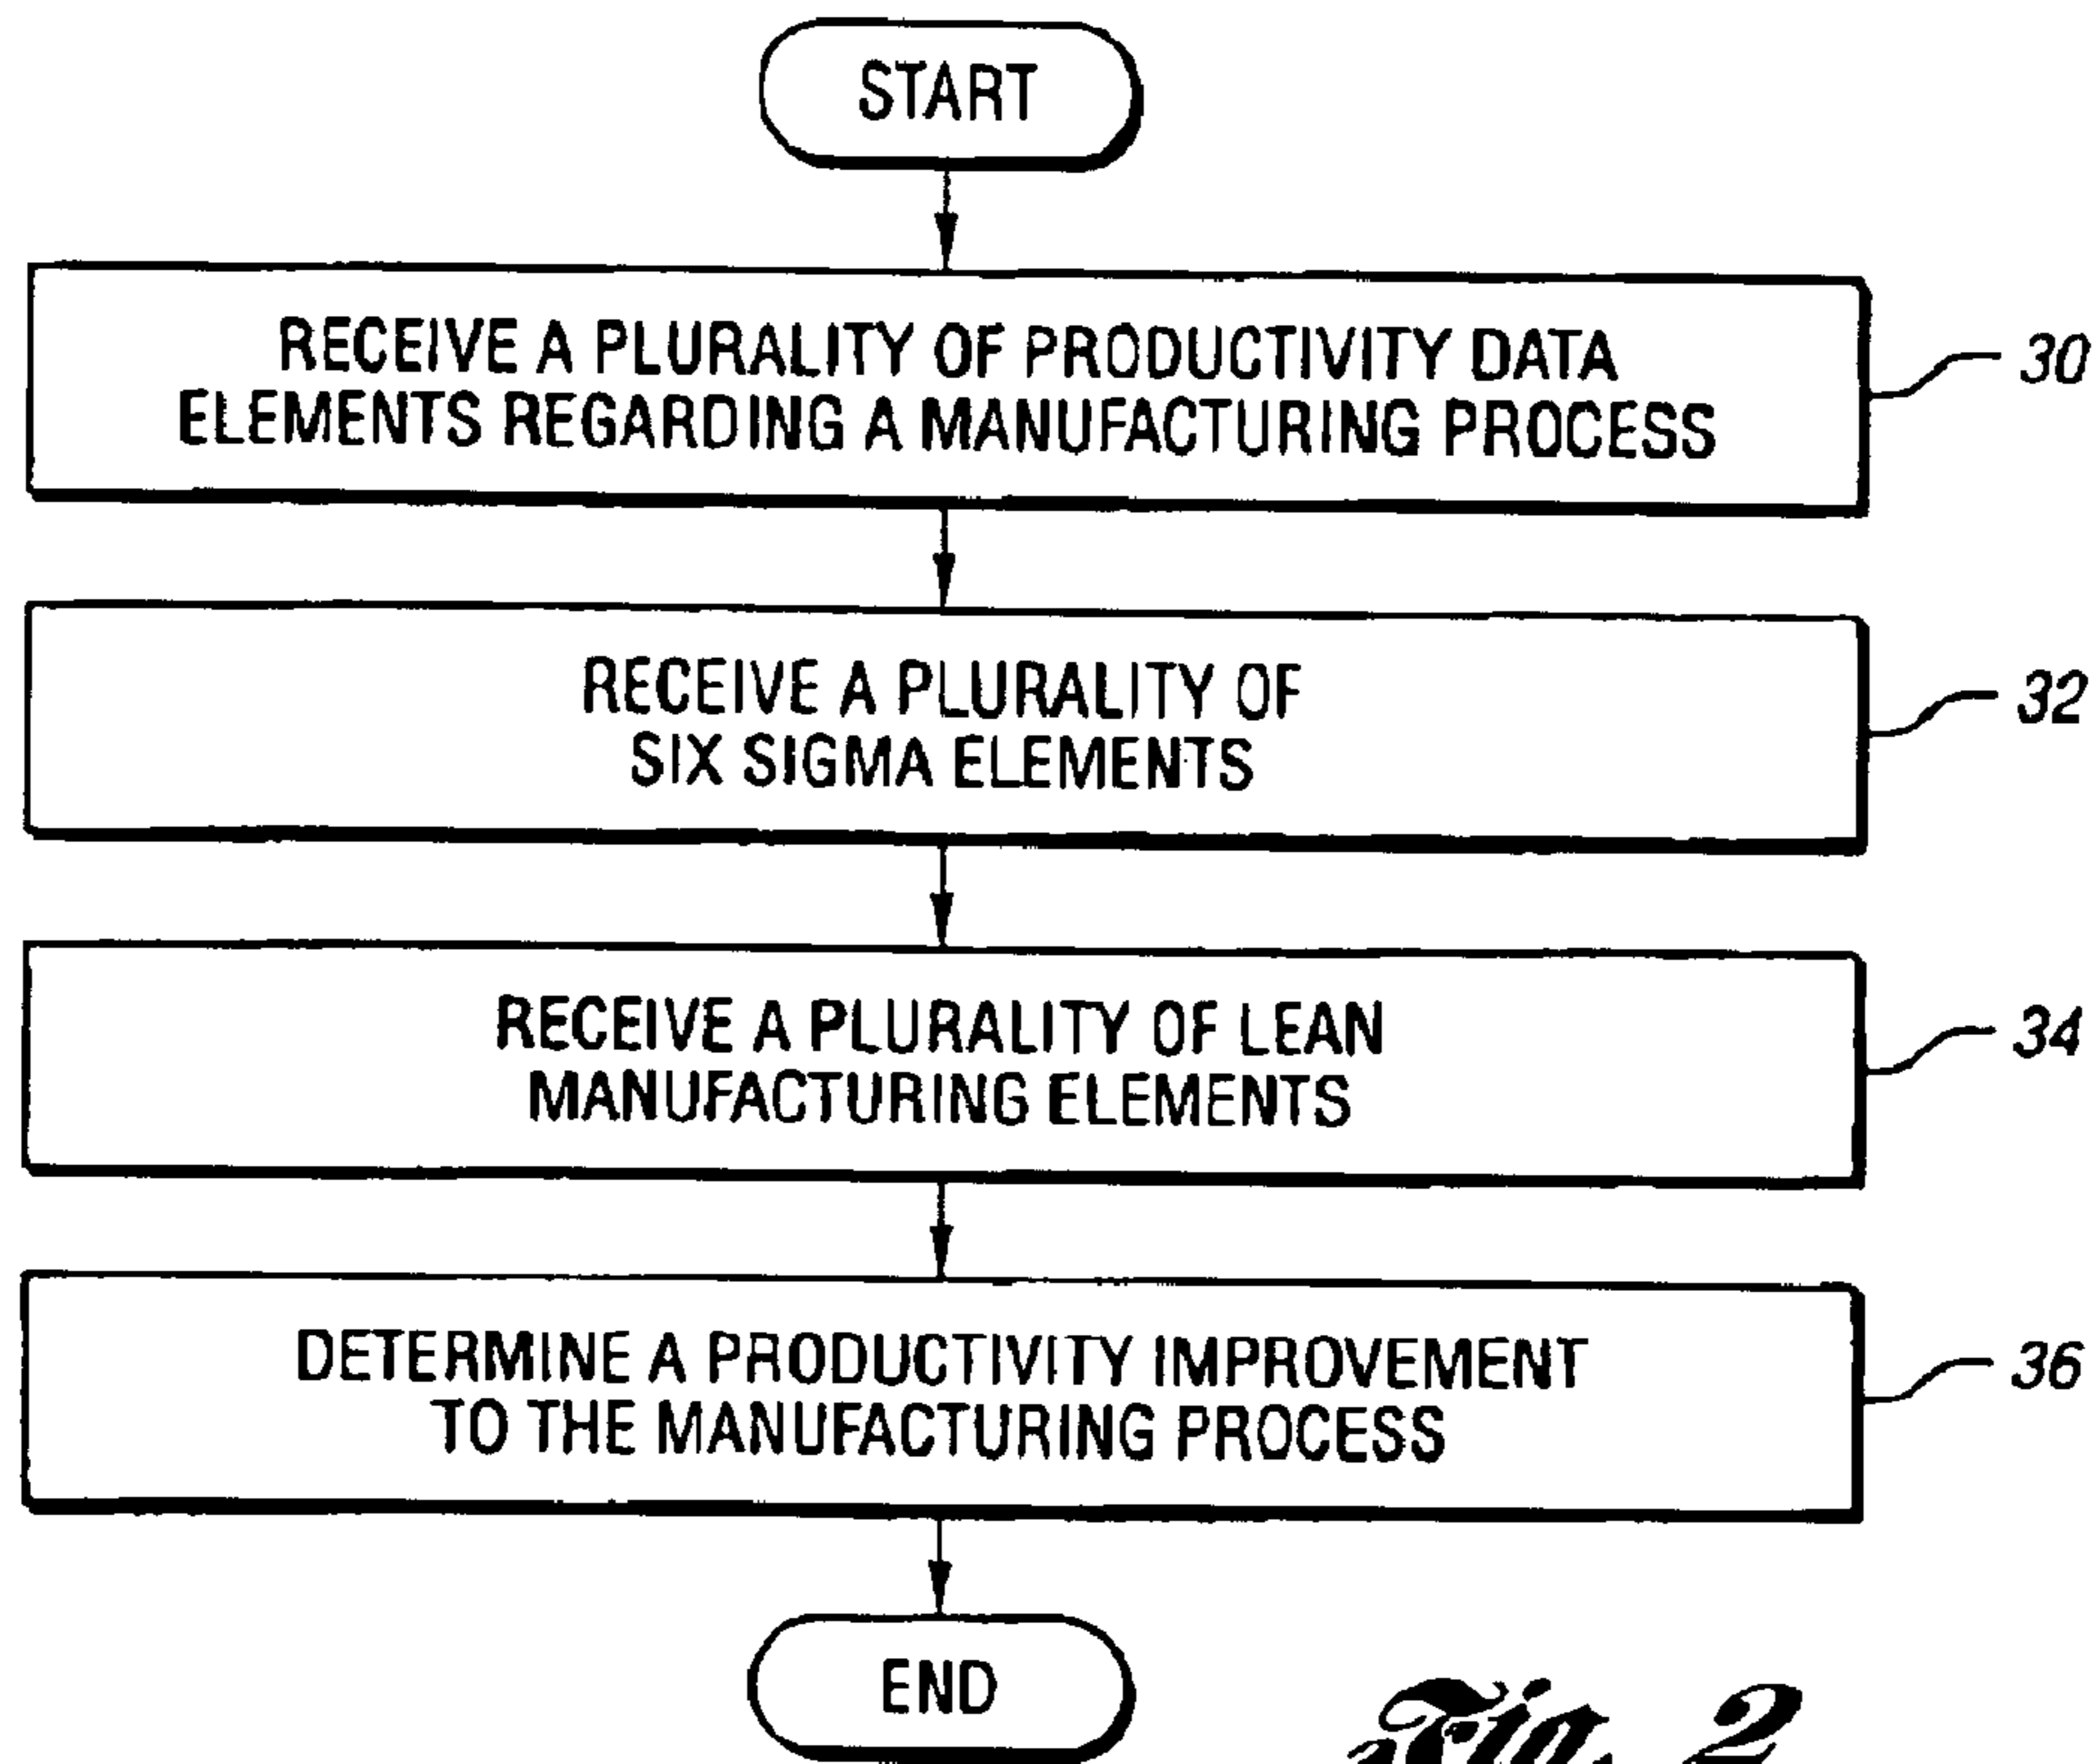 START
RECEIVE A PLURALITY OF PRODUCTIVITY DATA
ELEMENTS REGARDING A MANUFACTURING PROCESS
30
RECEIVE A PLURALITY OF
SIX SIGMA ELEMENTS
32
RECEIVE A PLURALITY OF LEAN
MANUFACTURING ELEMENTS
34
DETERMINE A PRODUCTIVITY IMPROVEMENT
TO THE MANUFACTURING PROCESS
36
END
Fig. 2